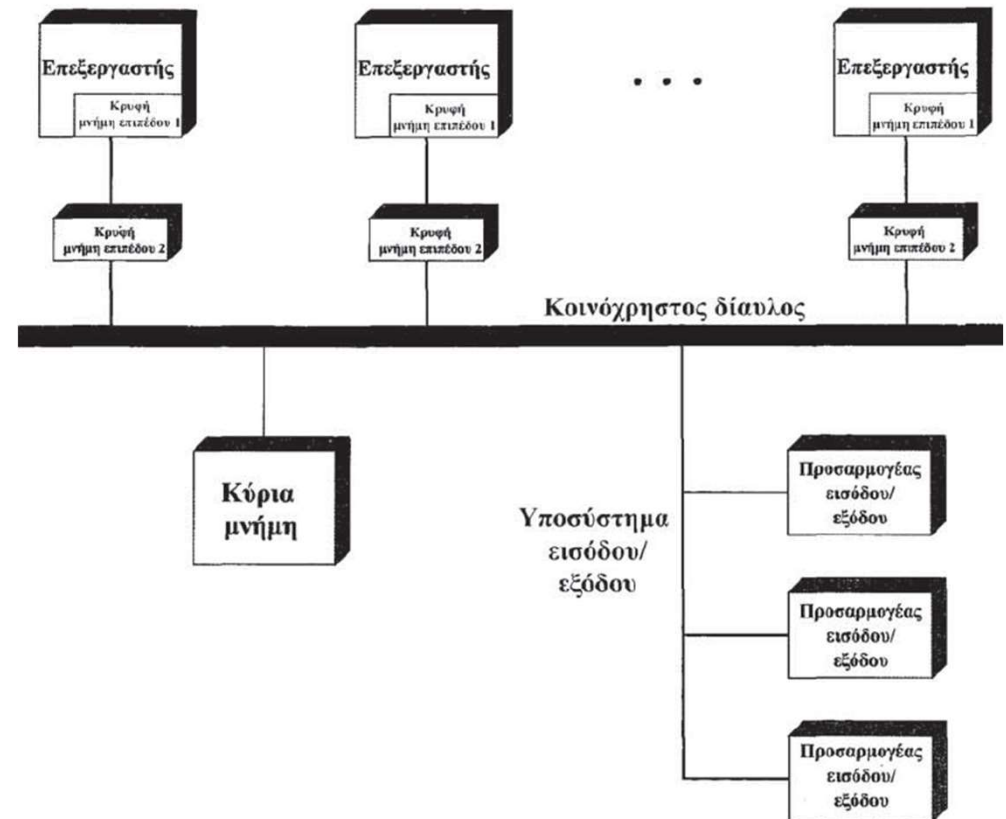 Επεξεργαστής
Κρυφή
μνήμη επιπέδου 1
Επεξεργαστής
Κρυφή
μνήμη επιπέδου 1
Επεξεργαστής
Κρυφή
μνήμη επιπέδου 1
Κρυφή
μνήμη επιπέδου 2
Κρυφή
μνήμη επιπέδου 2
Κρυφή
μνήμη επιπέδου 2
Κοινόχρηστος δίαυλος
Κύρια
μνήμη
Υποσύστημα
εισόδου/
εξόδου
Προσαρμογέας
εισόδου/
εξόδου
Προσαρμογέας
εισόδου/
εξόδου
Προσαρμογέας
εισόδου/
εξόδου